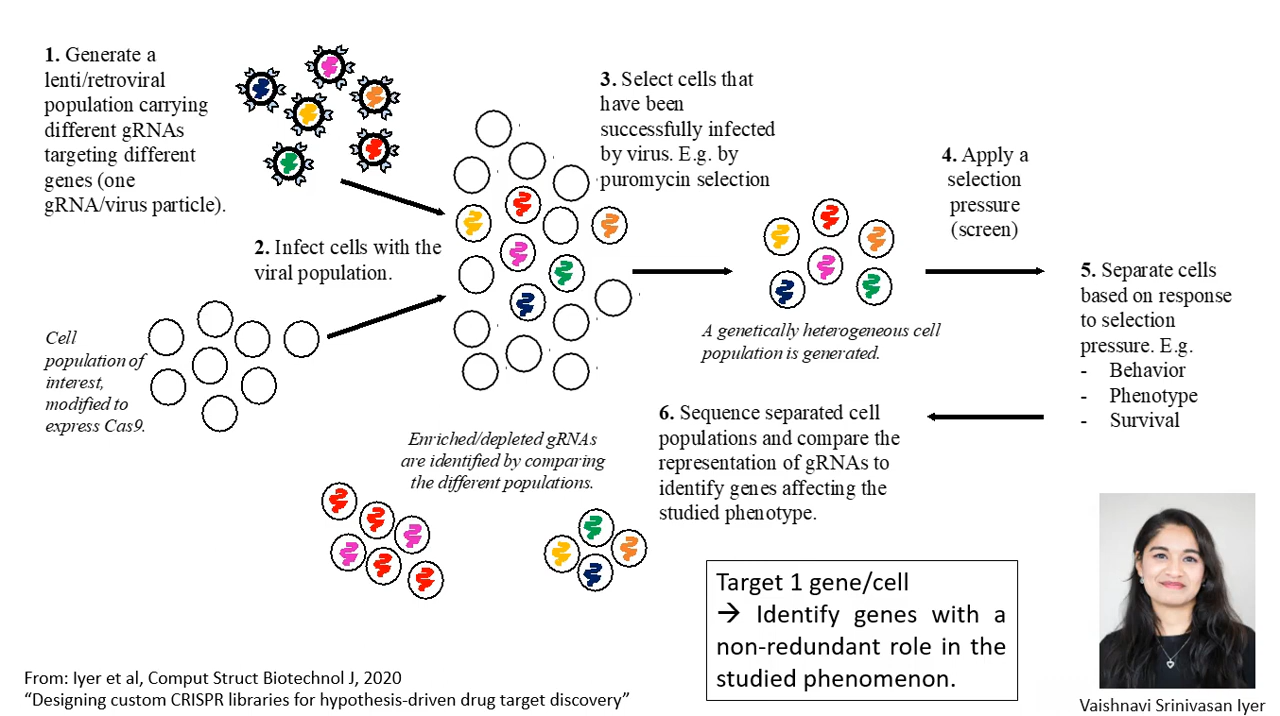 1. Generate a
lenti/retroviral
population carrying
different gRNAs
targeting different
genes (one
gRNA/virus particle).
2. Infect cells with the
viral population.
Cell
population of
interest,
modified to
express Cas9.
3. Select cells that
have been
successfully infected
by virus. E.g. by
puromycin selection
A genetically heterogeneous cell
population is generated.
4. Apply a
selection
pressure
(screen)
5. Separate cells
based on response
to selection
pressure. E.g.
- Behavior
- Phenotype
- Survival
6. Sequence separated cell
populations and compare the
representation of gRNAs to
identify genes affecting the
studied phenotype.
Enriched/depleted gRNAs
are identified by comparing
the different populations.
Target 1 gene/cell
→ Identify genes with a
non-redundant role in the
studied phenomenon.
From: Iyer et al, Comput Struct Biotechnol J, 2020
“Designing custom CRISPR libraries for hypothesis-driven drug target discovery”
Vaishnavi Srinivasan Iyer